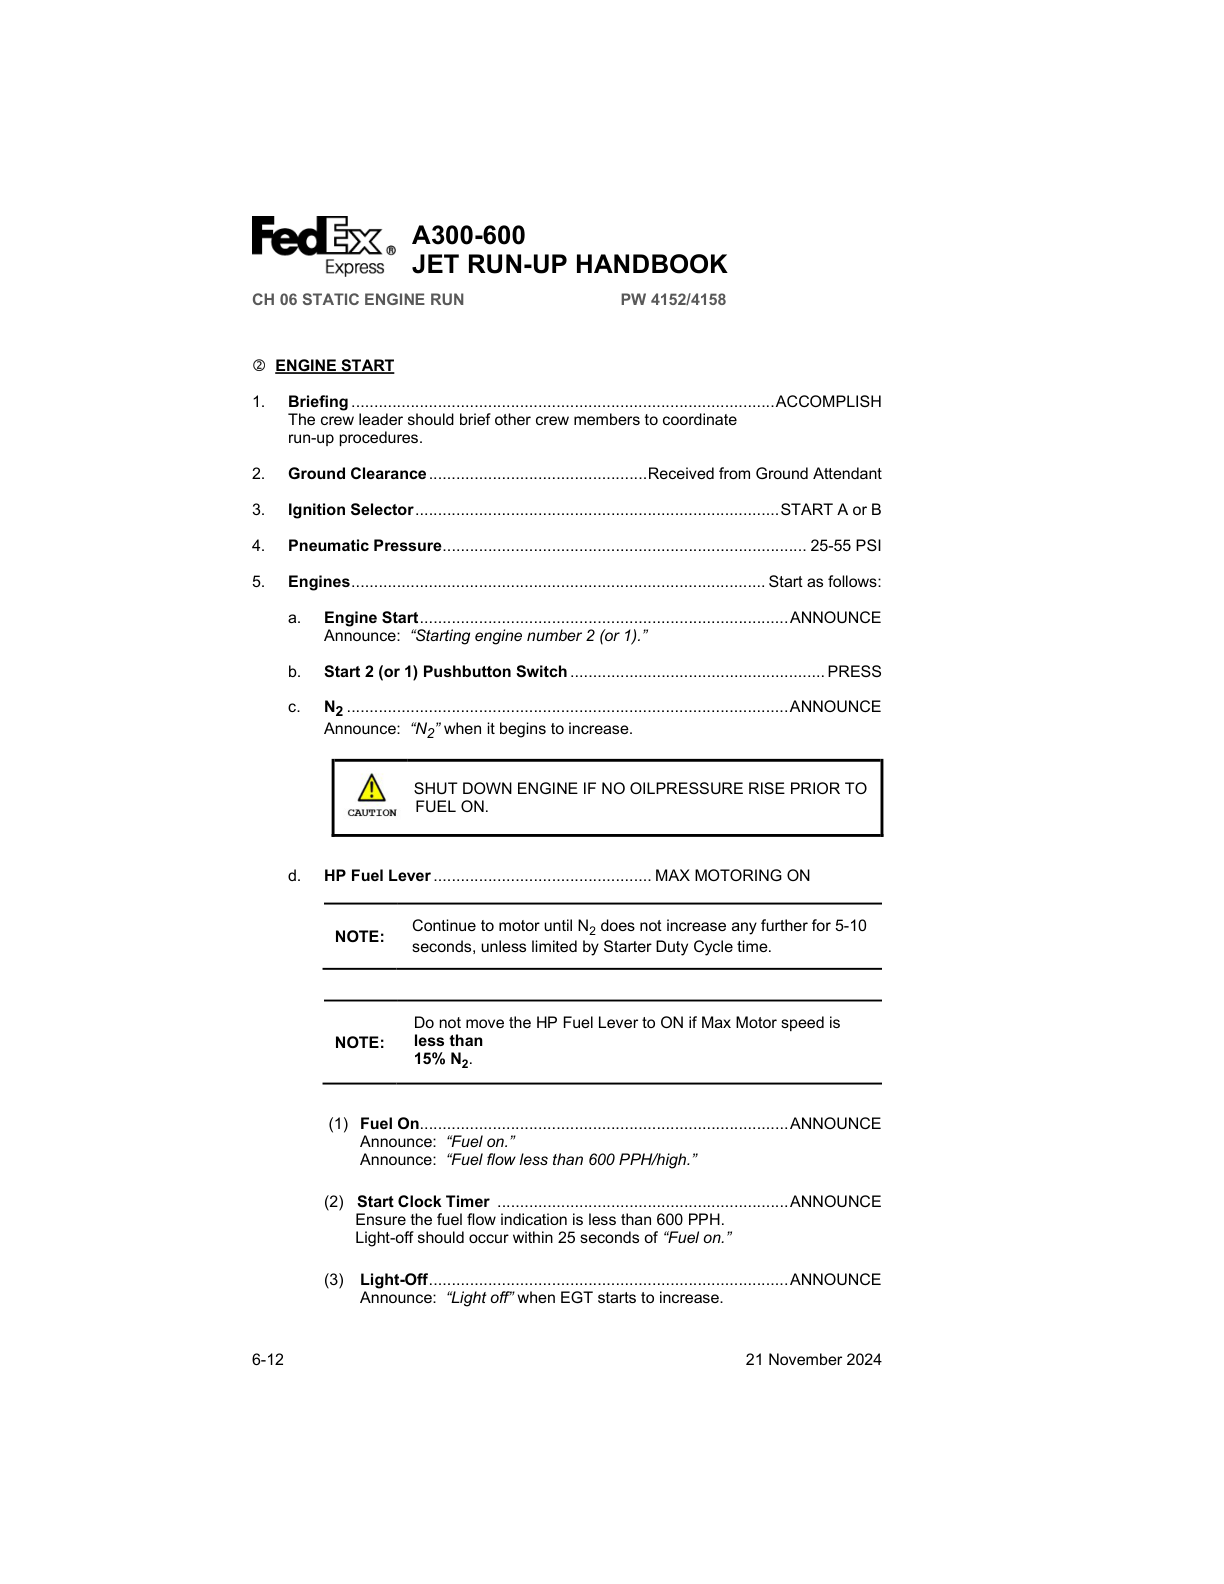 FedEx® Express
A300-600
JET RUN-UP HANDBOOK
CH 06 STATIC ENGINE RUN PW 4152/4158
② ENGINE START
1. Briefing ..............................................................................................ACCOMPLISH
The crew leader should brief other crew members to coordinate
run-up procedures.
2. Ground Clearance ................................................Received from Ground Attendant
3. Ignition Selector ................................................................................START A or B
4. Pneumatic Pressure................................................................................ 25-55 PSI
5. Engines........................................................................................... Start as follows:
a. Engine Start..................................................................................ANNOUNCE
Announce: “Starting engine number 2 (or 1).”
b. Start 2 (or 1) Pushbutton Switch ........................................................ PRESS
c. N2 ..................................................................................................ANNOUNCE
Announce: “N2” when it begins to increase.
SHUT DOWN ENGINE IF NO OILPRESSURE RISE PRIOR TO
CAUTION FUEL ON.
d. HP Fuel Lever ................................................ MAX MOTORING ON
Continue to motor until N2 does not increase any further for 5-10
NOTE:
seconds, unless limited by Starter Duty Cycle time.
Do not move the HP Fuel Lever to ON if Max Motor speed is
less than
NOTE:
15% N2.
(1) Fuel On..................................................................................ANNOUNCE
Announce: “Fuel on.”
Announce: “Fuel flow less than 600 PPH/high.”
(2) Start Clock Timer ................................................................ANNOUNCE
Ensure the fuel flow indication is less than 600 PPH.
Light-off should occur within 25 seconds of “Fuel on.”
(3) Light-Off................................................................................ANNOUNCE
Announce: “Light off” when EGT starts to increase.
6-12 21 November 2024